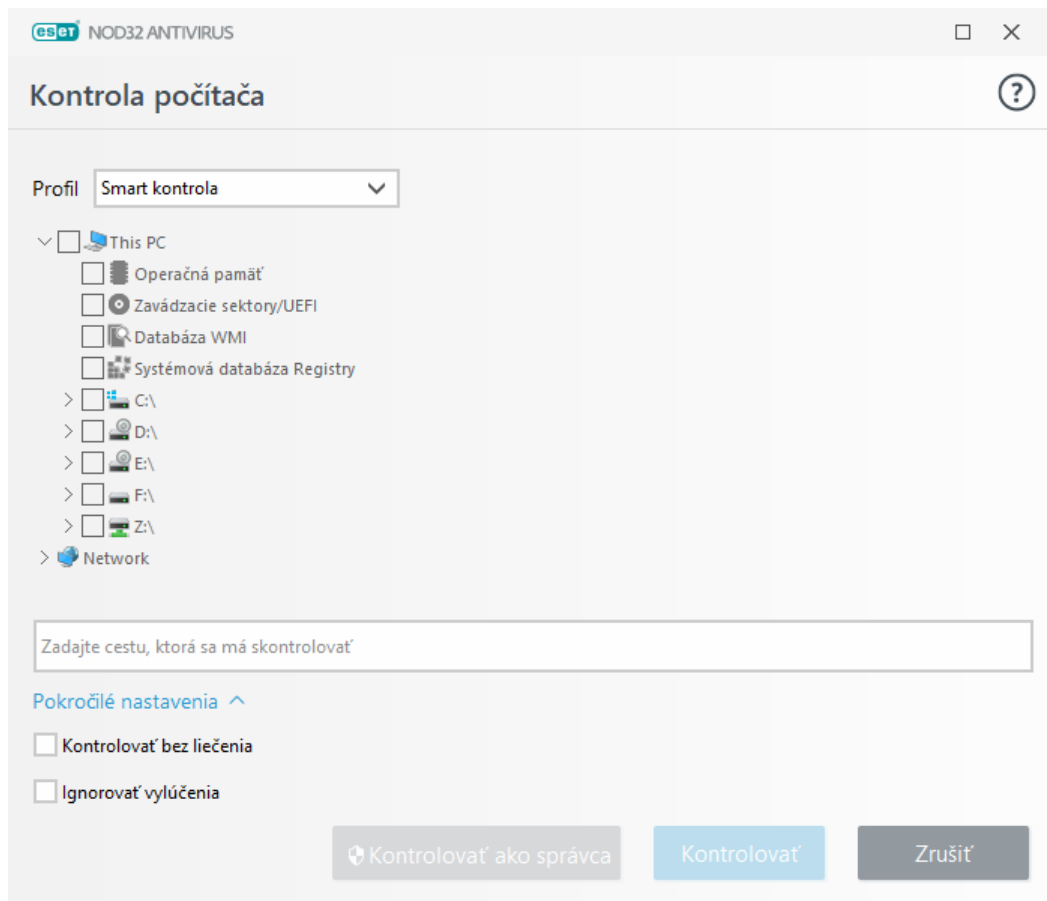 eset NOD32 ANTIVIRUS
Kontrola počítača
?
Profil Smart kontrola
This PC
Operačná pamäť
Zavádzacie sektory/UEFI
Databáza WMI
Systémová databáza Registry
C:\
D:\
E:\
F:\
Z:\
Network
Zadajte cestu, ktorá sa má skontrolovať
Pokročilé nastavenia
Kontrolovať bez liečenia
Ignorovať vylúčenia
Kontrolovať ako správca Kontrolovať Zrušiť